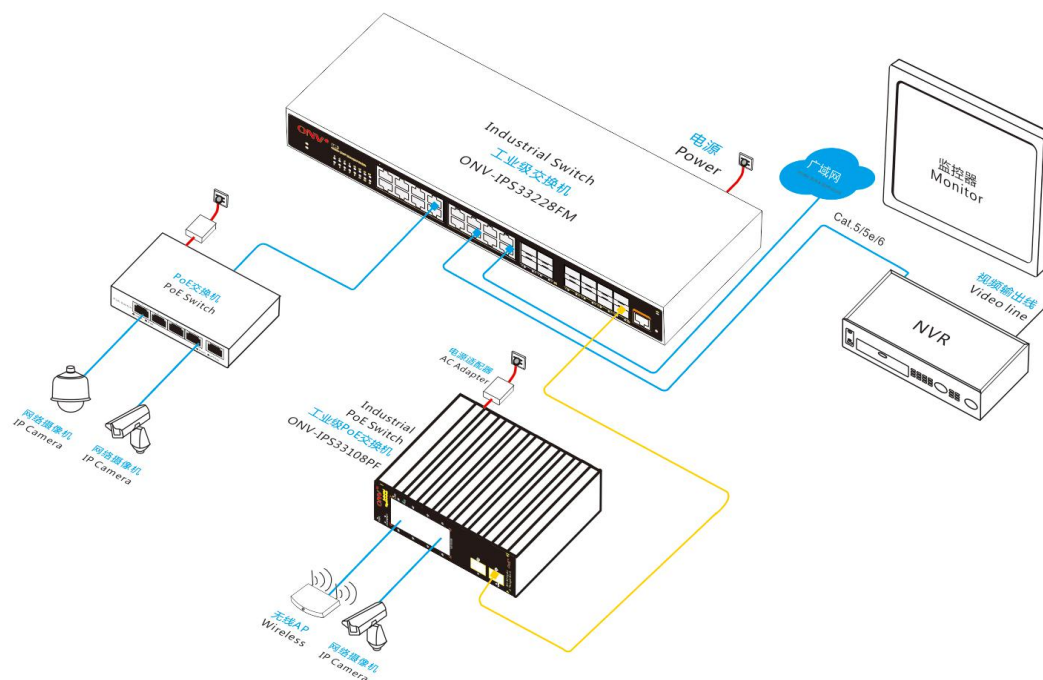 ONV
Industrial Switch
工业级交换机
ONV-IPS33228FM
电源
Power
广域网
监控器
Monitor
Cat.5/5e/6
视频输出线
Video line
NVR
PoE交换机
PoE Switch
网络摄像机
IP Camera
网络摄像机
IP Camera
电源适配器
AC Adapter
Industrial
PoE Switch
工业级PoE交换机
ONV-IPS33108PF
ONV
无线AP
Wireless
网络摄像机
IP Camera